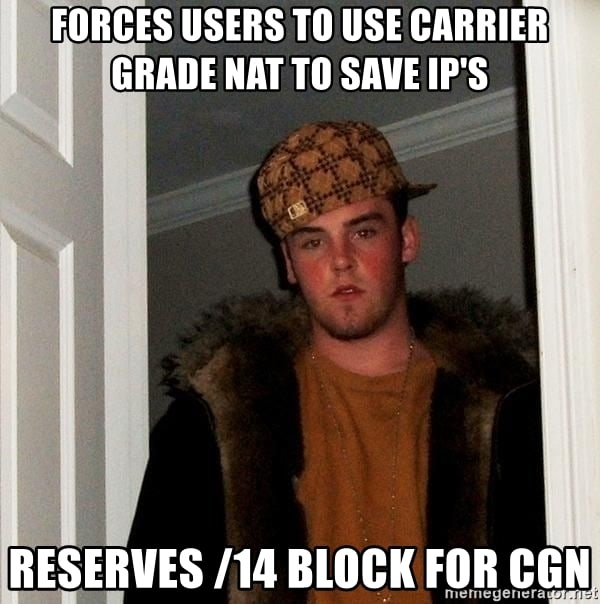 FORCES USERS TO USE CARRIER
GRADE NAT TO SAVE IP'S
RESERVES /14 BLOCK FOR CGN
memegenerator.net